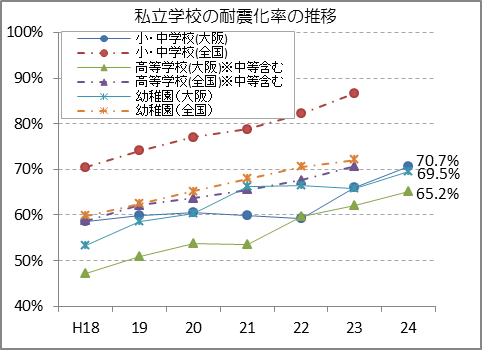 私立学校の耐震化率の推移
100%
90%
80%
70%
60%
50%
40%
小・中学校(大阪)
小・中学校(全国)
高等学校(大阪)※中等含む
高等学校(全国)※中等含む
幼稚園(大阪)
幼稚園(全国)
70.7%
69.5%
65.2%
H18 19 20 21 22 23 24